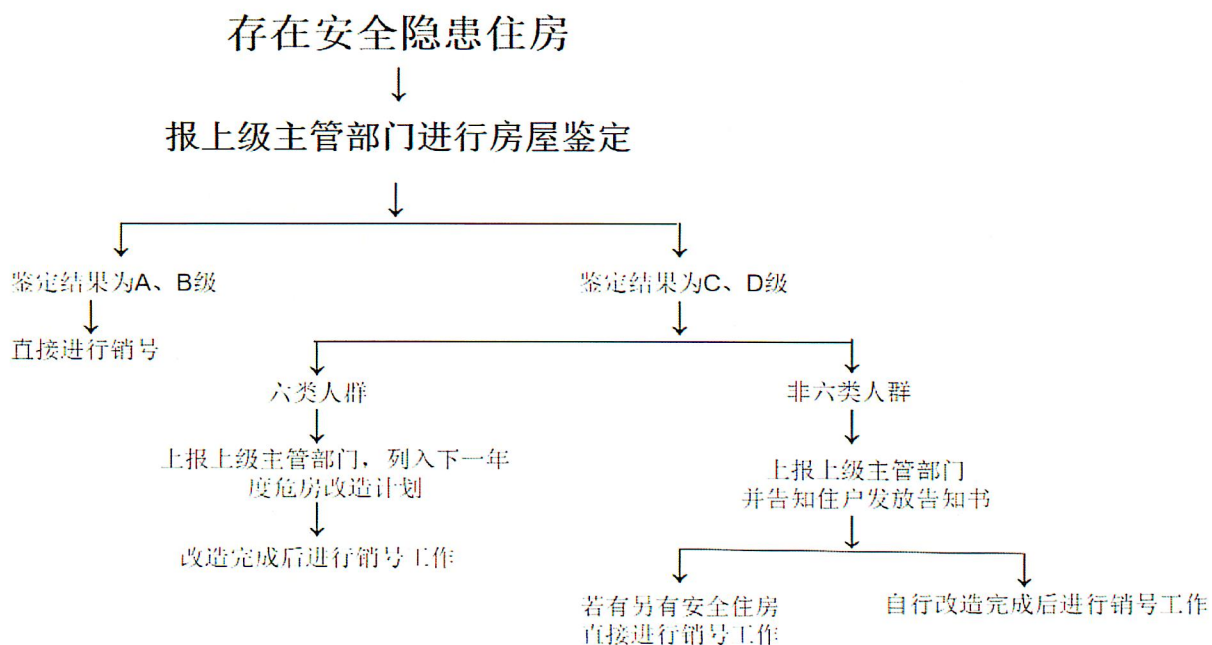 存在安全隐患住房
报上级主管部门进行房屋鉴定
鉴定结果为A、B级
鉴定结果为C、D级
直接进行销号
六类人群
非六类人群
上报上级主管部门，列入下一年
度危房改造计划
上报上级主管部门
并告知住户发放告知书
改造完成后进行销号工作
若有另有安全住房
直接进行销号工作
自行改造完成后进行销号工作